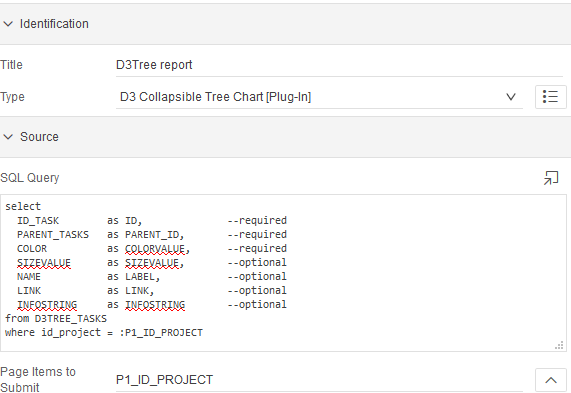 Identification
Title D3Tree report
Type D3 Collapsible Tree Chart [Plug-In]
Source
SQL Query
select
ID_TASK as ID, --required
PARENT_TASKS as PARENT_ID, --required
COLOR as COLORVALUE, --required
SIZEVALUE as SIZEVALUE, --optional
NAME as LABEL, --optional
LINK as LINK, --optional
INFOSTRING as INFOSTRING --optional
from D3TREE_TASKS
where id_project = :P1_ID_PROJECT
Page Items to
Submit P1_ID_PROJECT